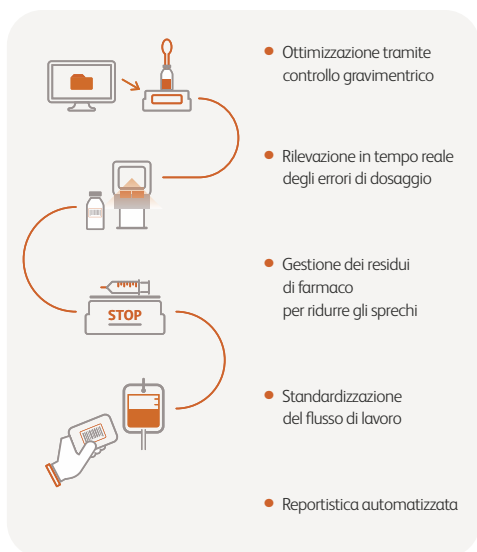 Ottimizzazione tramite
controllo gravimetrico
Rilevazione in tempo reale
degli errori di dosaggio
Gestione dei residui
di farmaco
per ridurre gli sprechi
STOP
Standardizzazione
del flusso di lavoro
Reportistica automatizzata